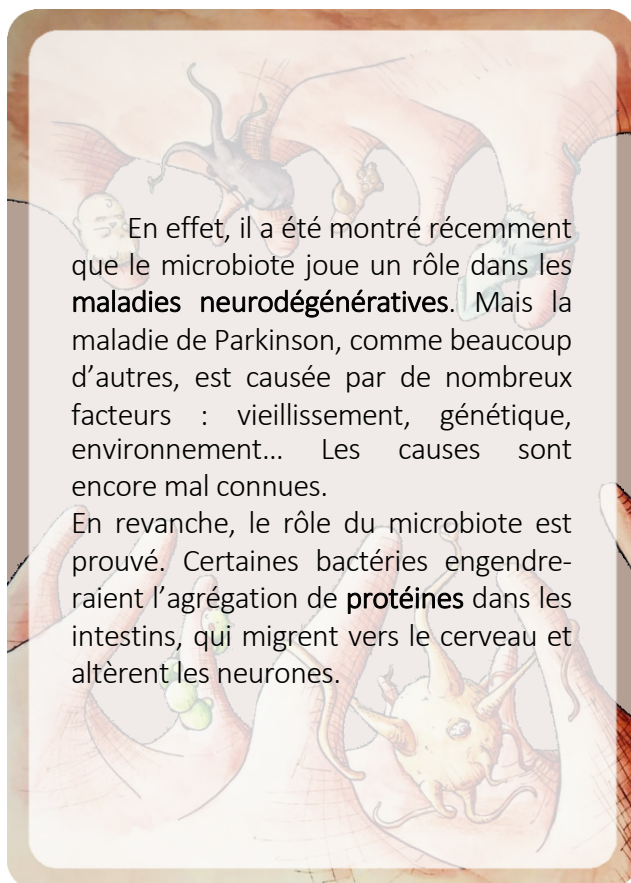 En effet, il a été montré récemment
que le microbiote joue un rôle dans les
maladies neurodégénératives. Mais la
maladie de Parkinson, comme beaucoup
d’autres, est causée par de nombreux
facteurs : vieillissement, génétique,
environnement... Les causes sont
encore mal connues.
En revanche, le rôle du microbiote est
prouvé. Certaines bactéries engendre-
raient l’agrégation de protéines dans les
intestins, qui migrent vers le cerveau et
altèrent les neurones.